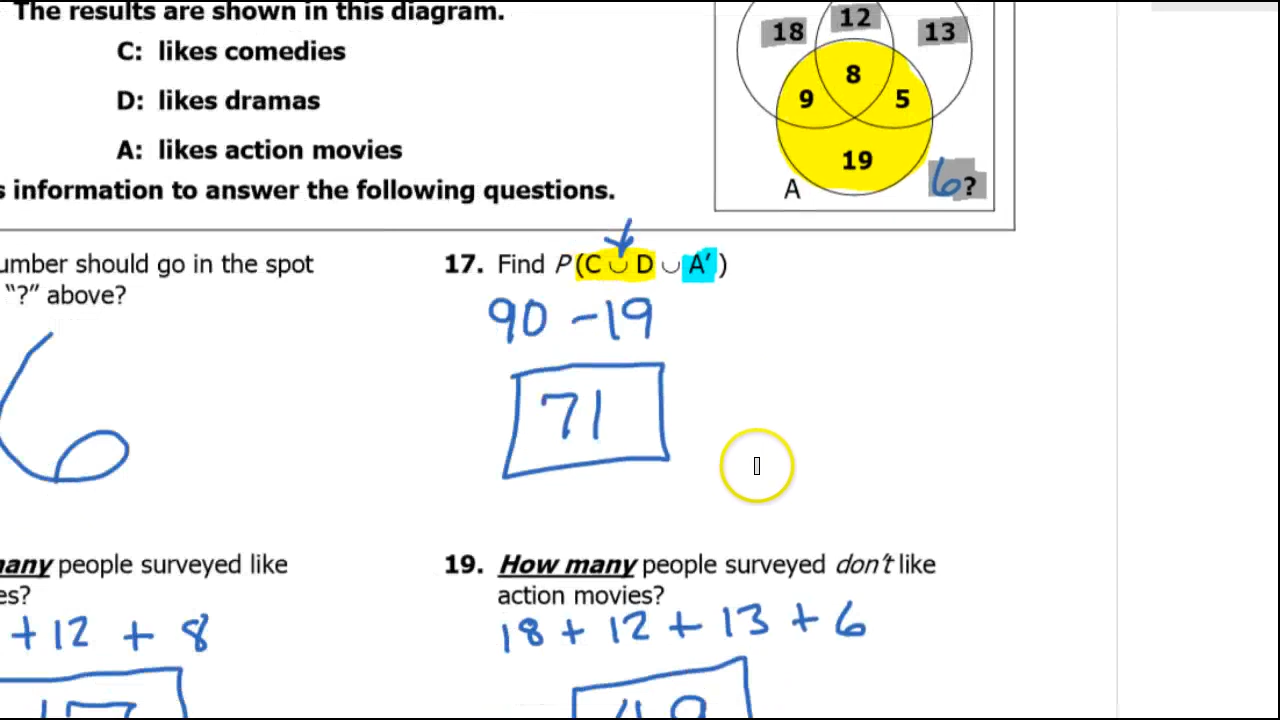 The results are shown in this diagram.
C: likes comedies
D: likes dramas
A: likes action movies
s information to answer the following questions.
18 12 13
8
9 5
19
A 6?
umber should go in the spot
"?" above?
6
17. Find P(C ∪ D ∪ A′)
90 - 19
71
many people surveyed like
es?
+ 12 + 8
19. How many people surveyed don't like
action movies?
18 + 12 + 13 + 6